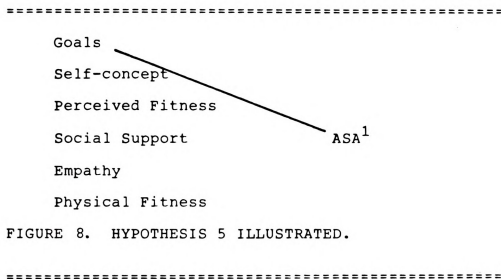 Goals
Self-concept
Perceived Fitness
Social Support ASA1
Empathy
Physical Fitness
FIGURE 8. HYPOTHESIS 5 ILLUSTRATED.